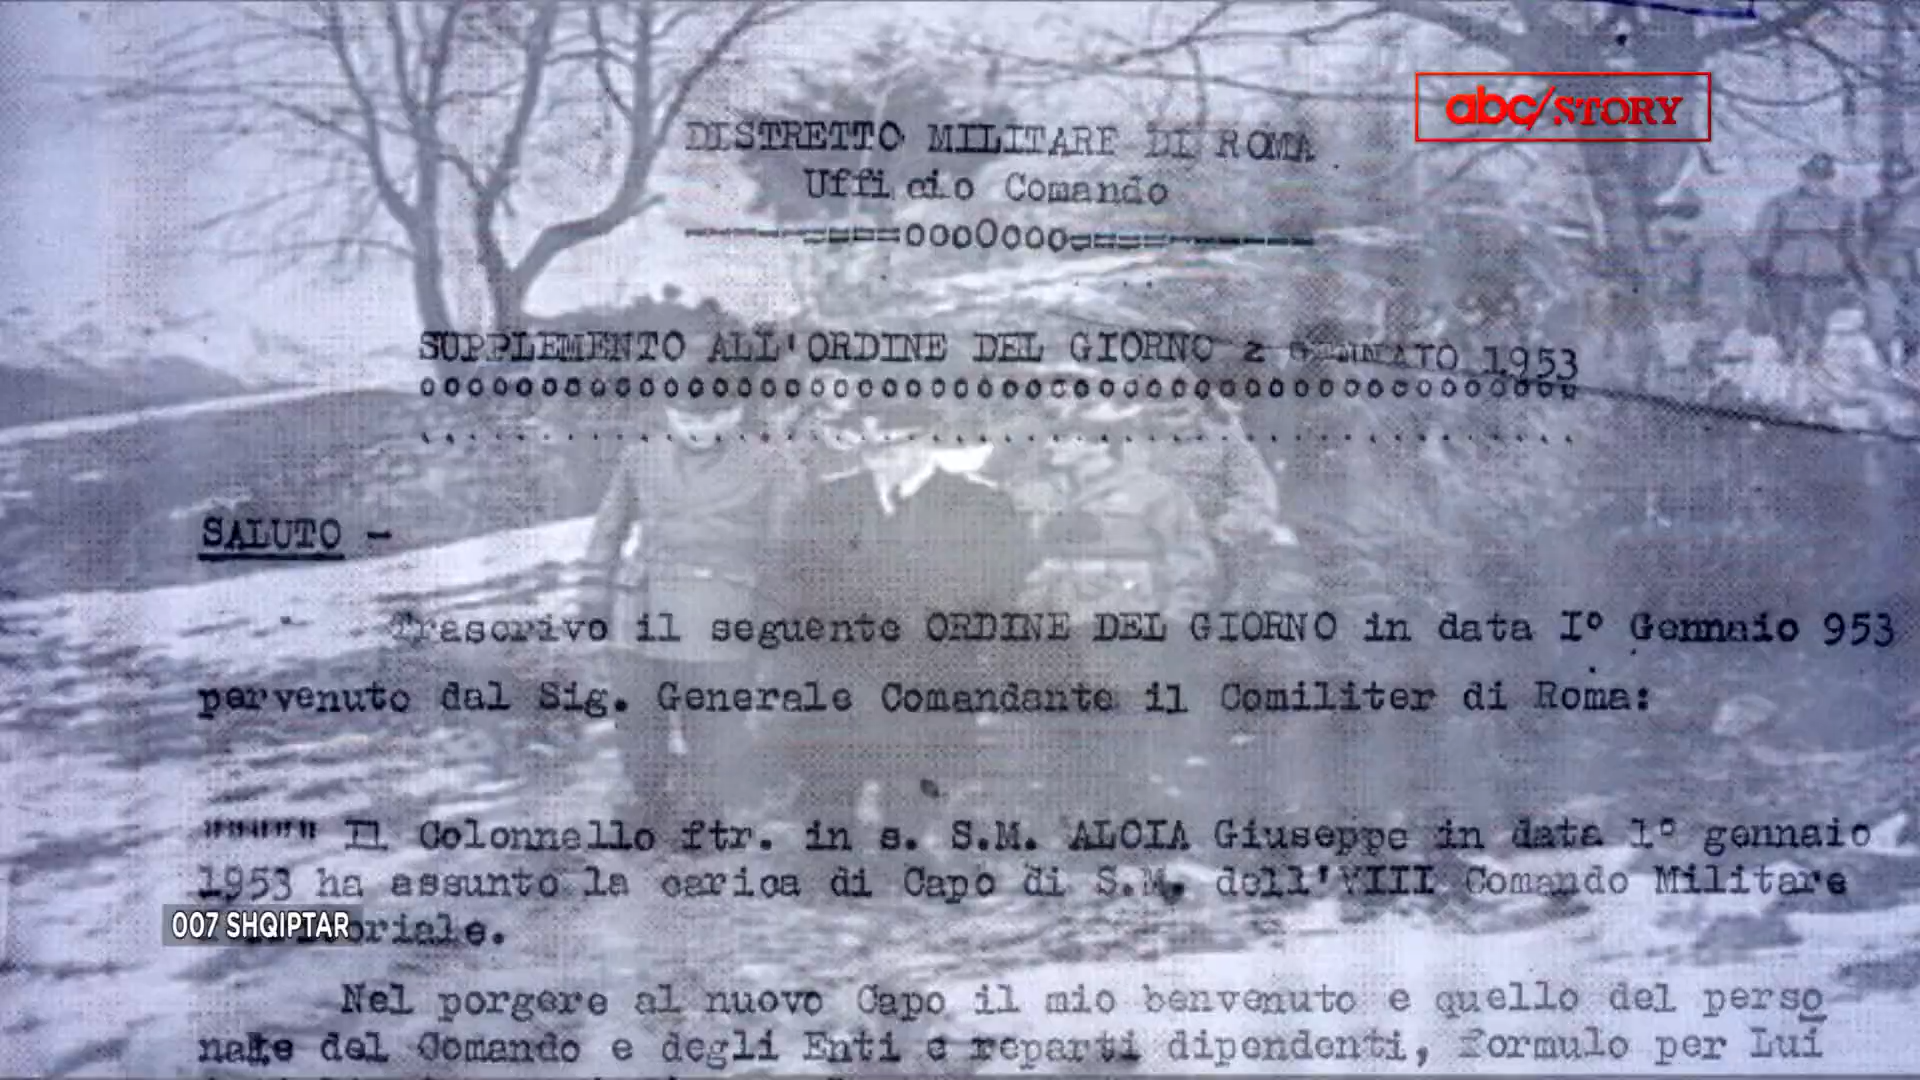 abc/STORY
DISTRETTO MILITARE DI ROMA
Ufficio Comando
----====oooOoooo====----
SUPPLEMENTO ALL'ORDINE DEL GIORNO 2 GENNAIO 1953
SALUTO -
Trascrivo il seguente ORDINE DEL GIORNO in data I° Gennaio 953
pervenuto dal Sig. Generale Comandante il Comiliter di Roma:
""""" Il Colonnello ftr. in s. S.M. ALOIA Giuseppe in data 1° gennaio
1953 ha assunto la carica di Capo di S.M. dell'VIII Comando Militare
007 SHQIPTAR
Nel porgere al nuovo Capo il mio benvenuto e quello del perso
nale del Comando e degli Enti e reparti dipendenti, formulo per Lui